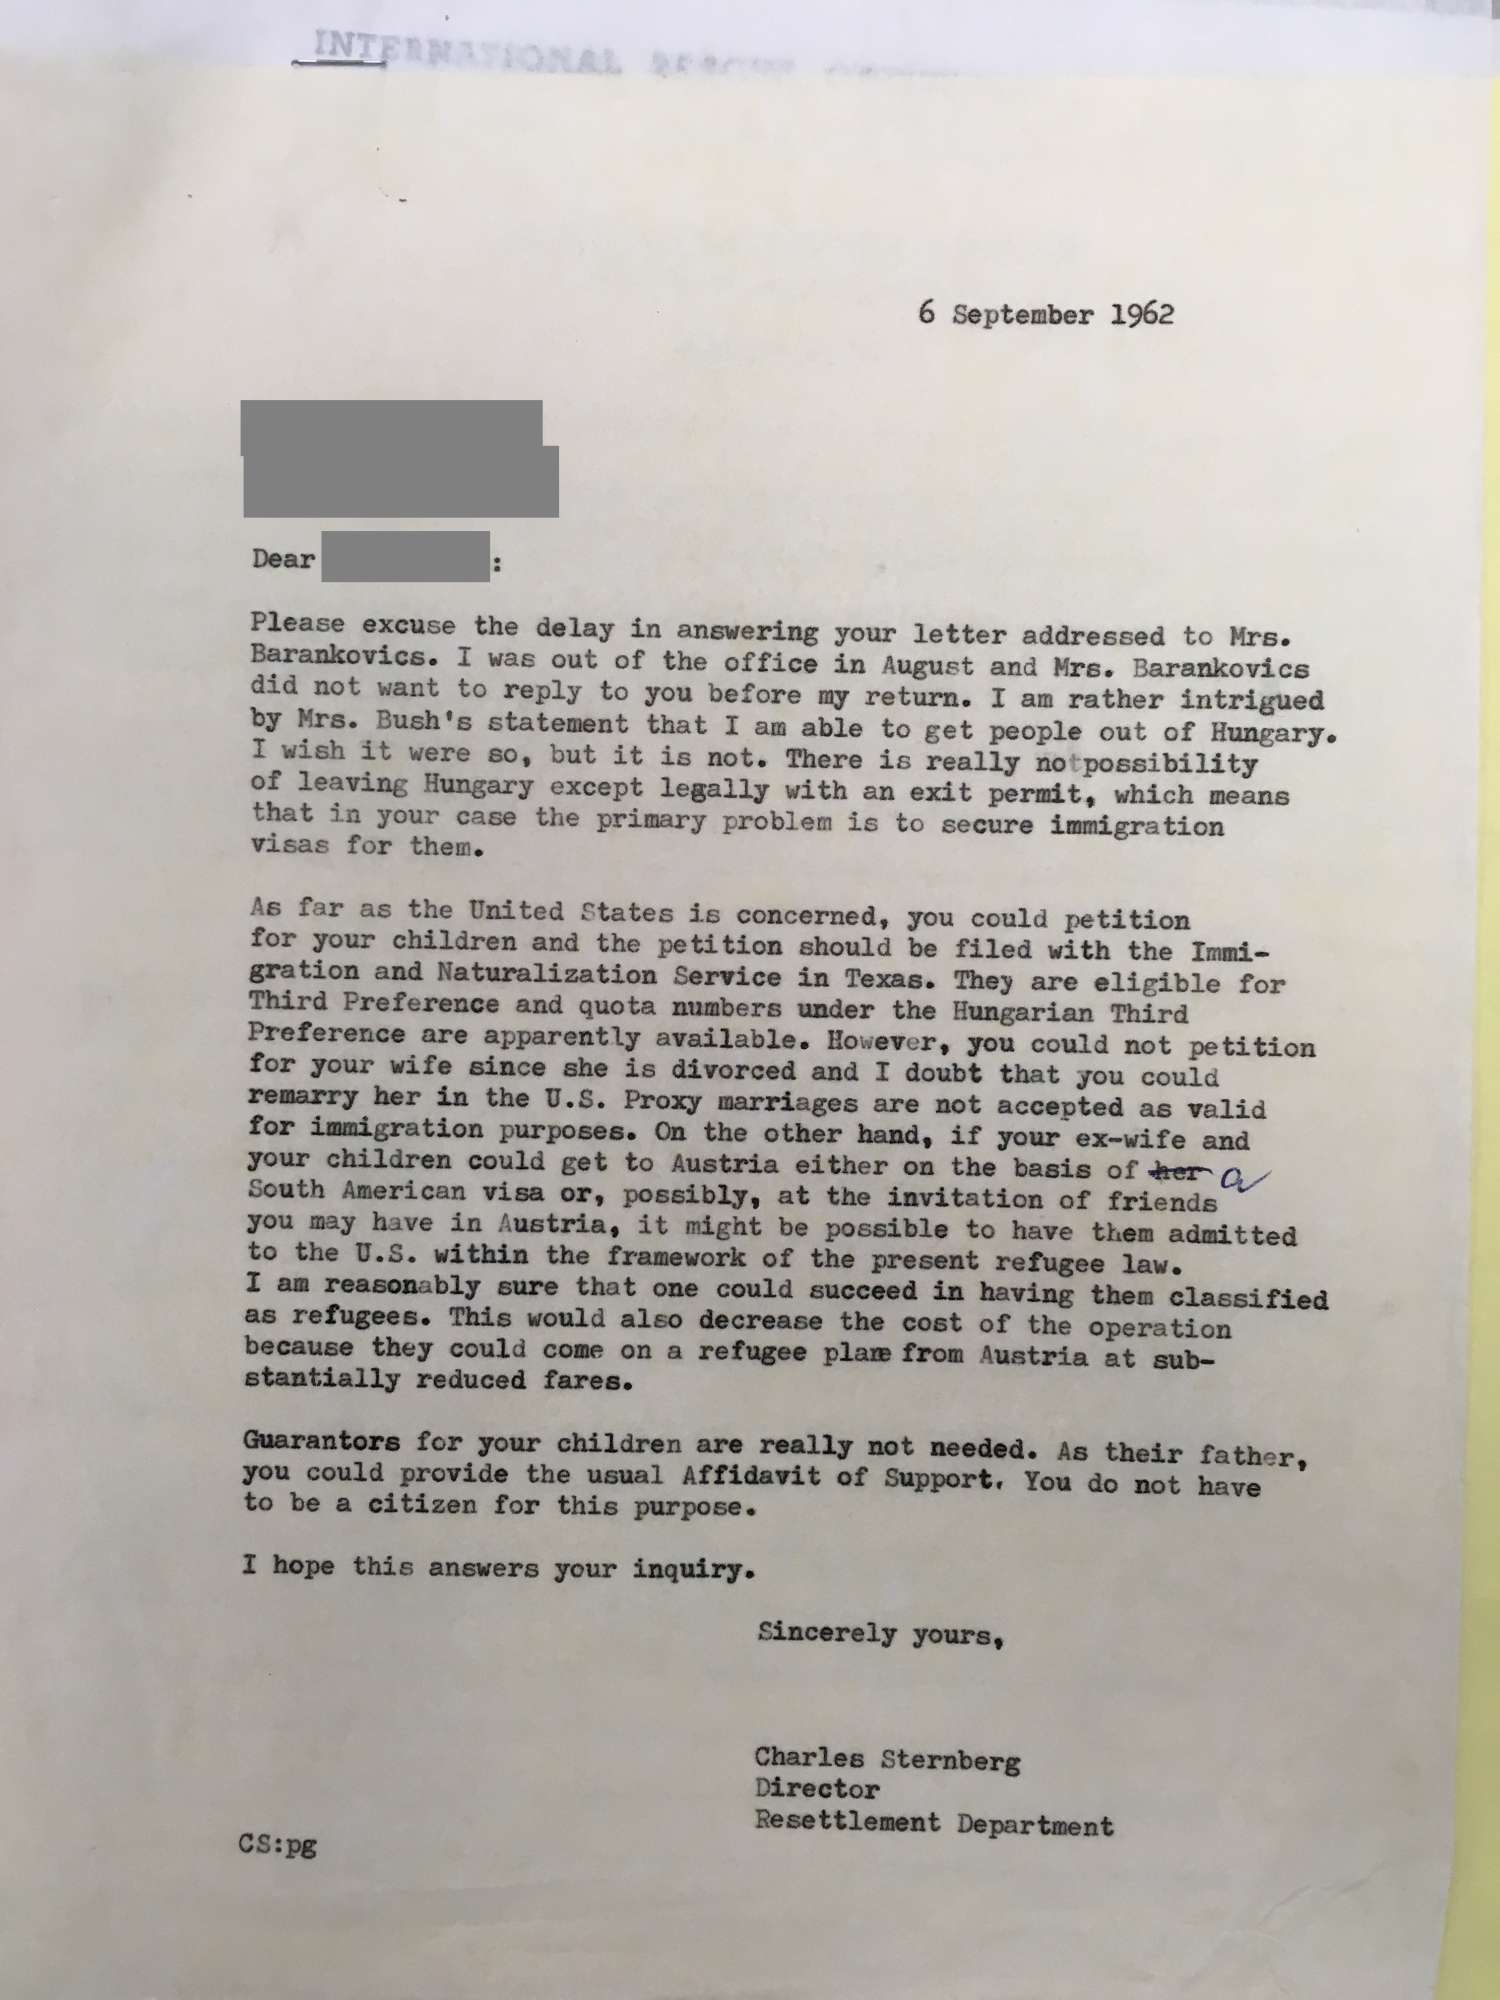 INTERNATIONAL
6 September 1962
Dear :
Please excuse the delay in answering your letter addressed to Mrs.
Barankovics. I was out of the office in August and Mrs. Barankovics
did not want to reply to you before my return. I am rather intrigued
by Mrs. Bush's statement that I am able to get people out of Hungary.
I wish it were so, but it is not. There is really no possibility
of leaving Hungary except legally with an exit permit, which means
that in your case the primary problem is to secure immigration
visas for them.
As far as the United States is concerned, you could petition
for your children and the petition should be filed with the Immi-
gration and Naturalization Service in Texas. They are eligible for
Third Preference and quota numbers under the Hungarian Third
Preference are apparently available. However, you could not petition
for your wife since she is divorced and I doubt that you could
remarry her in the U.S. Proxy marriages are not accepted as valid
for immigration purposes. On the other hand, if your ex-wife and
your children could get to Austria either on the basis of her a
South American visa or, possibly, at the invitation of friends
you may have in Austria, it might be possible to have them admitted
to the U.S. within the framework of the present refugee law.
I am reasonably sure that one could succeed in having them classified
as refugees. This would also decrease the cost of the operation
because they could come on a refugee plane from Austria at sub-
stantially reduced fares.
Guarantors for your children are really not needed. As their father,
you could provide the usual Affidavit of Support. You do not have
to be a citizen for this purpose.
I hope this answers your inquiry.
Sincerely yours,
Charles Sternberg
Director
Resettlement Department
CS:pg